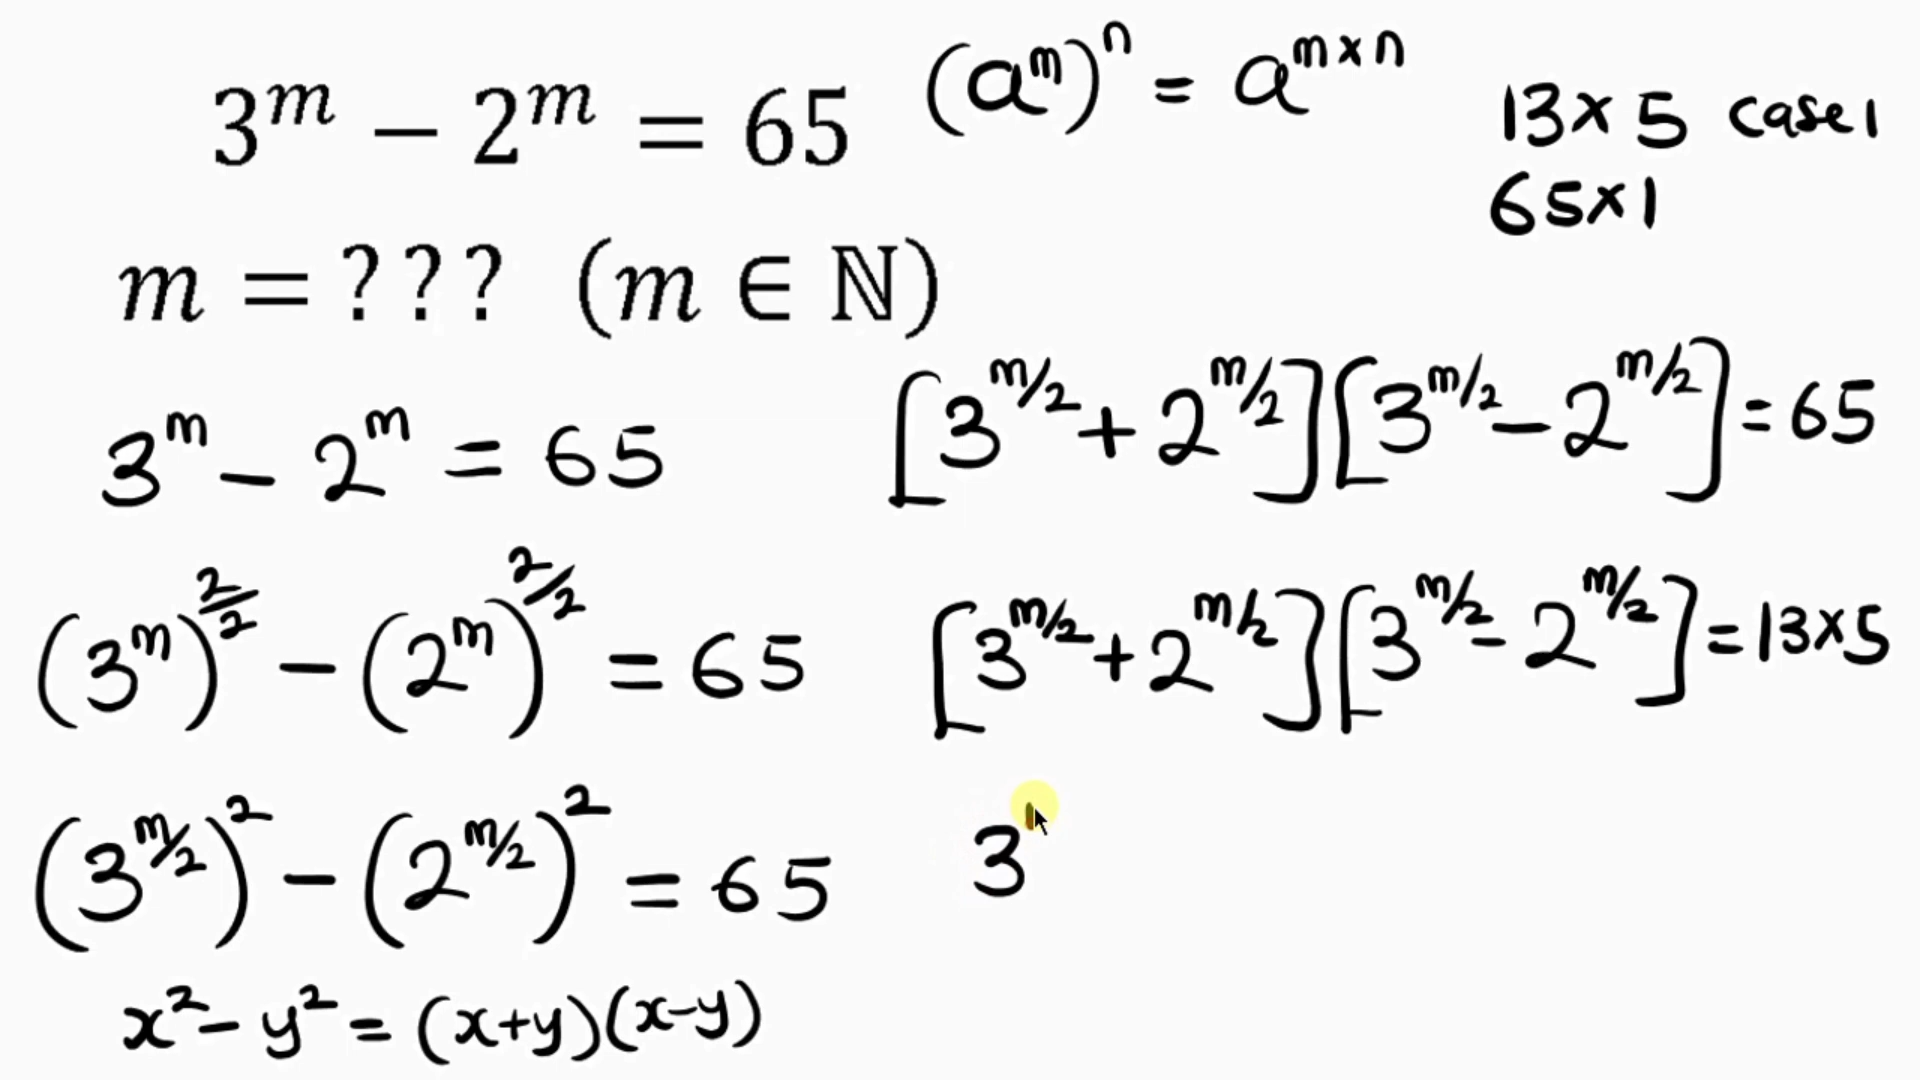 3^m − 2^m = 65
m = ??? (m ∈ ℕ)
3^m − 2^m = 65
(3^m)^(2/2) − (2^m)^(2/2) = 65
(3^(m/2))^2 − (2^(m/2))^2 = 65
x^2 − y^2 = (x+y)(x−y)
(a^m)^n = a^(m×n)
13×5 case 1
65×1
[3^(m/2) + 2^(m/2)][3^(m/2) − 2^(m/2)] = 65
[3^(m/2) + 2^(m/2)][3^(m/2) − 2^(m/2)] = 13×5
3